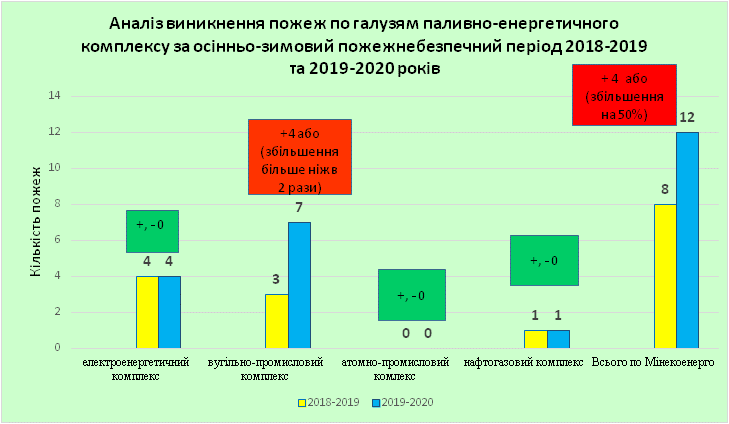 Аналіз виникнення пожеж по галузям паливно-енергетичного
комплексу за осінньо-зимовий пожежнебезпечний період 2018-2019
та 2019-2020 років
Кількість пожеж
14
12
10
8
6
4
2
0
+, - 0
4 4
+4 або
(збільшення
більше ніж в
2 рази)
3 7
+, - 0
0 0
+, - 0
1 1
+ 4 або
(збільшення
на 50%)
8 12
електроенергетичний
комплекс
вугільно-промисловий
комплекс
атомно-промисловий
комлекс
нафтогазовий комплекс
Всього по Мінекоенерго
2018-2019 2019-2020